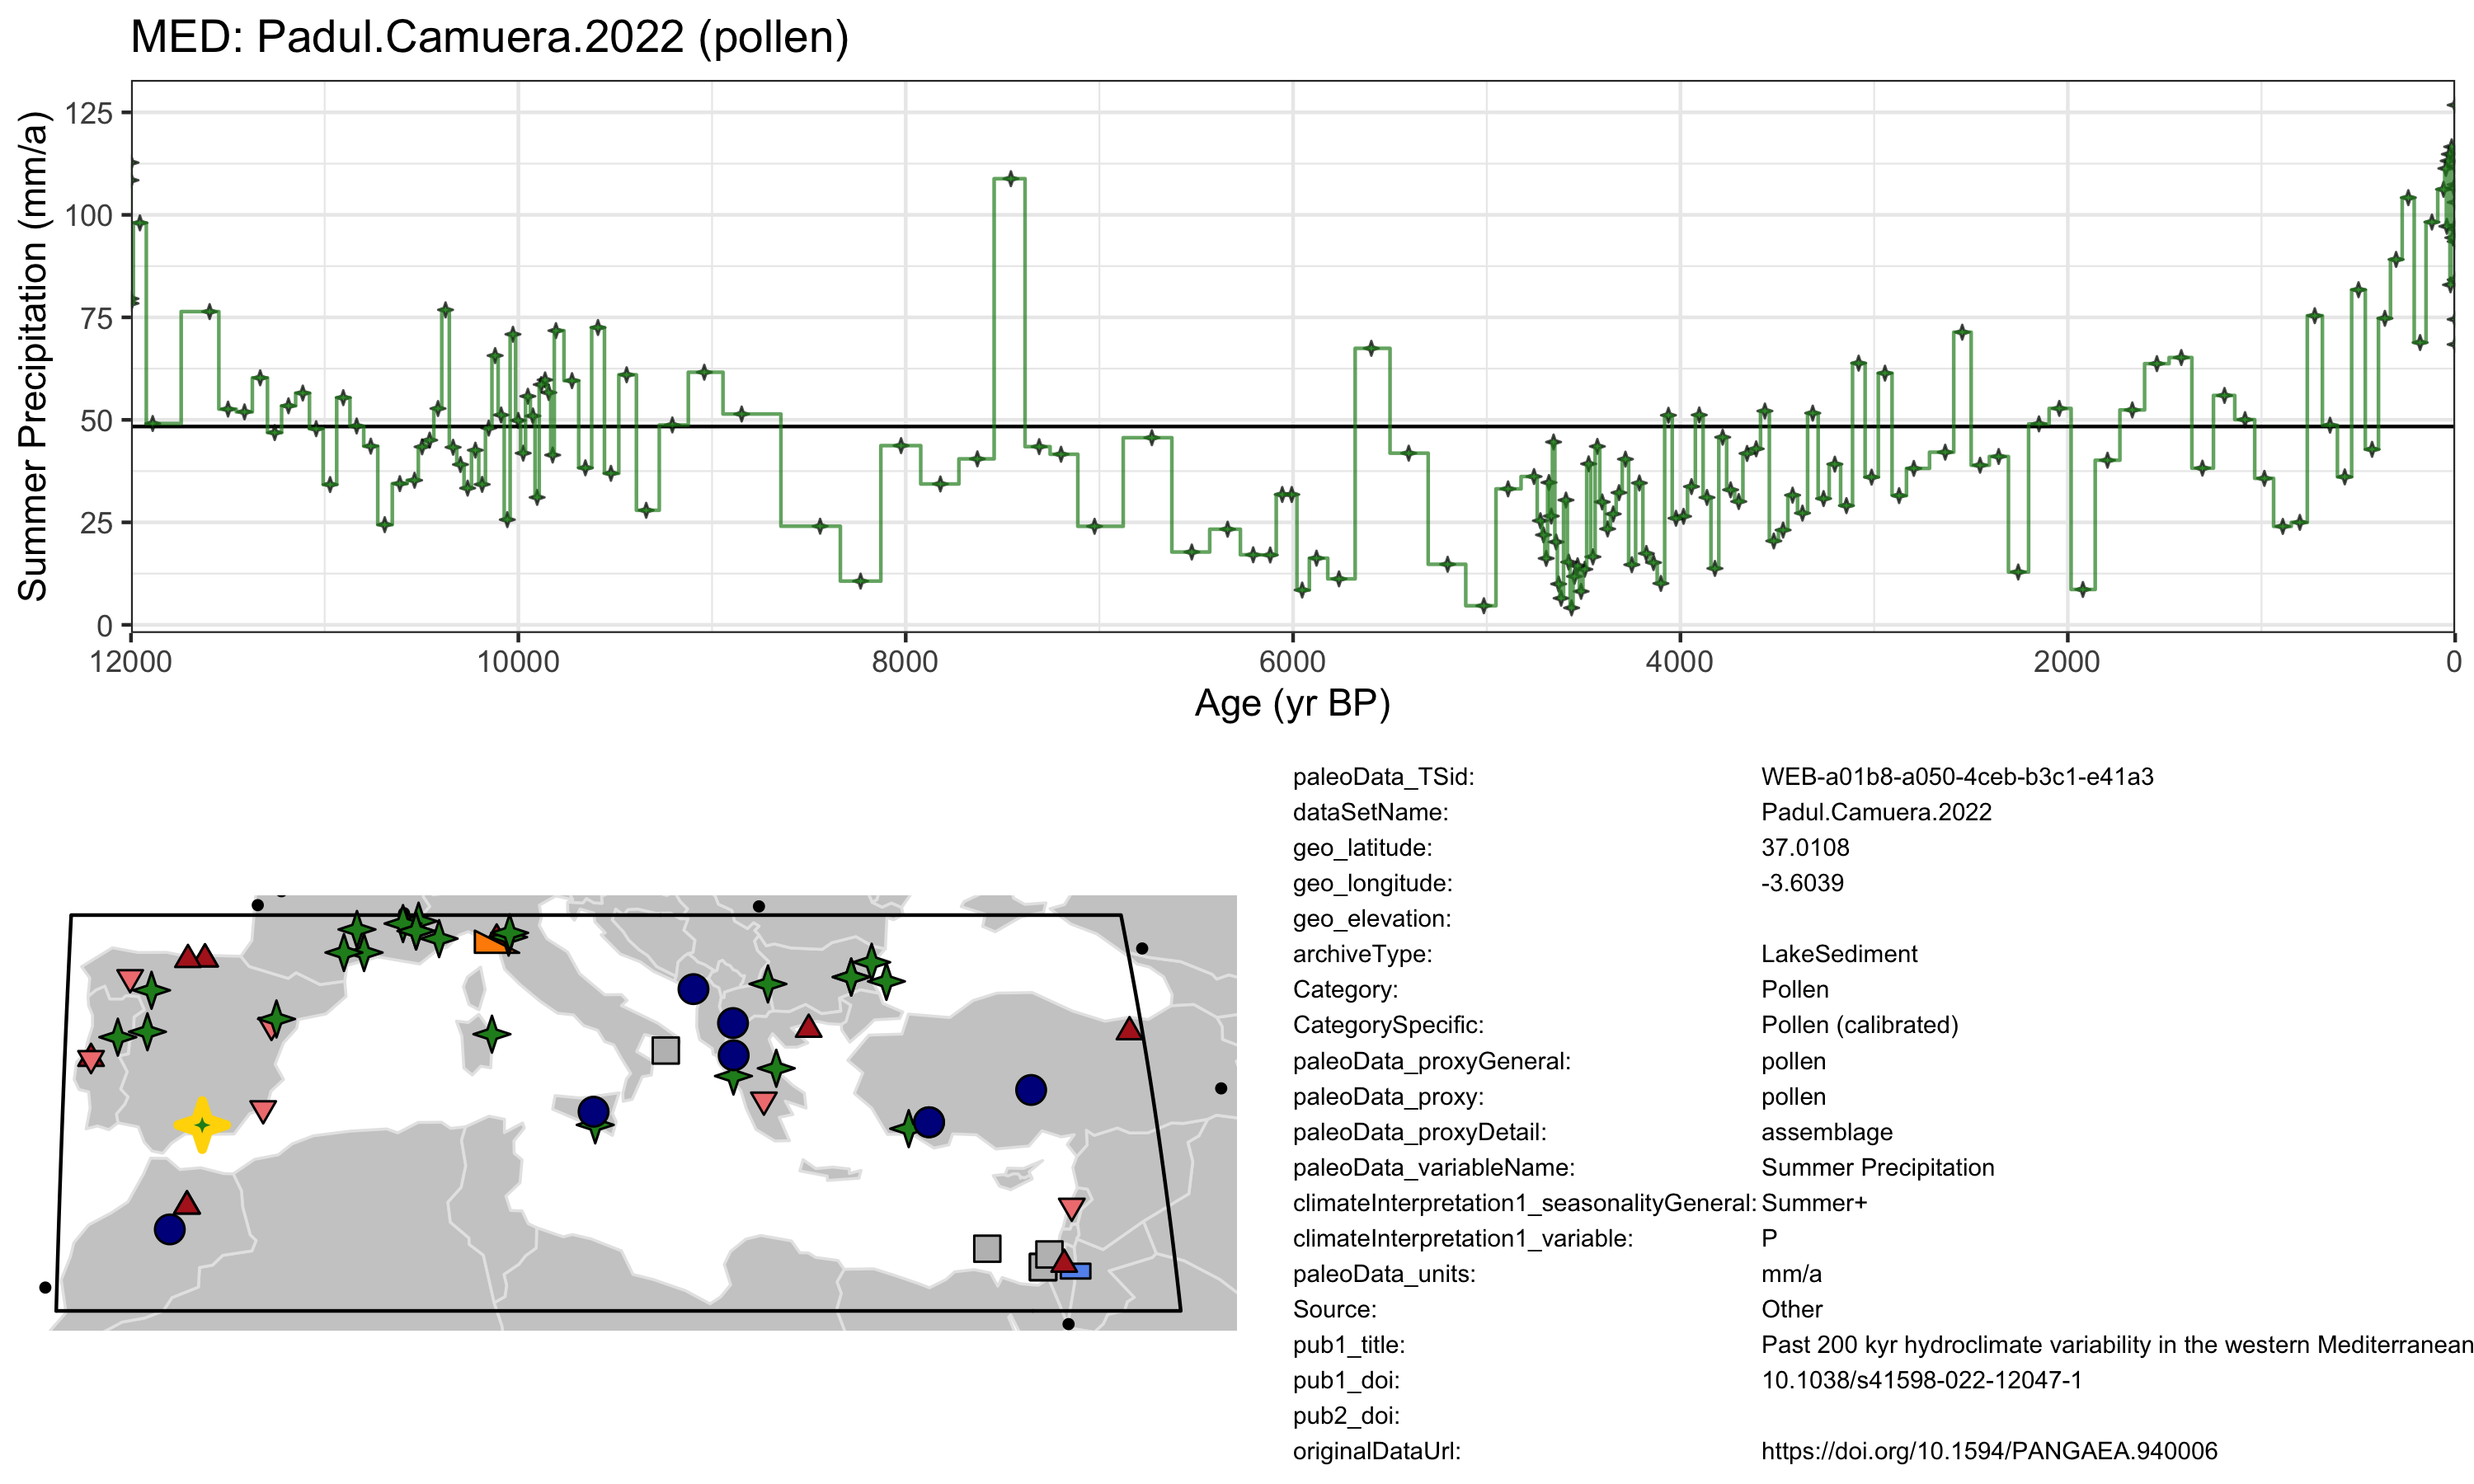 MED: Padul.Camuera.2022 (pollen)
Summer Precipitation (mm/a)
125
100
75
50
25
0
12000 10000 8000 6000 4000 2000 0
Age (yr BP)
paleoData_TSid: WEB-a01b8-a050-4ceb-b3c1-e41a3
dataSetName: Padul.Camuera.2022
geo_latitude: 37.0108
geo_longitude: -3.6039
geo_elevation:
archiveType: LakeSediment
Category: Pollen
CategorySpecific: Pollen (calibrated)
paleoData_proxyGeneral: pollen
paleoData_proxy: pollen
paleoData_proxyDetail: assemblage
paleoData_variableName: Summer Precipitation
climateInterpretation1_seasonalityGeneral: Summer+
climateInterpretation1_variable: P
paleoData_units: mm/a
Source: Other
pub1_title: Past 200 kyr hydroclimate variability in the western Mediterranean
pub1_doi: 10.1038/s41598-022-12047-1
pub2_doi:
originalDataUrl: https://doi.org/10.1594/PANGAEA.940006